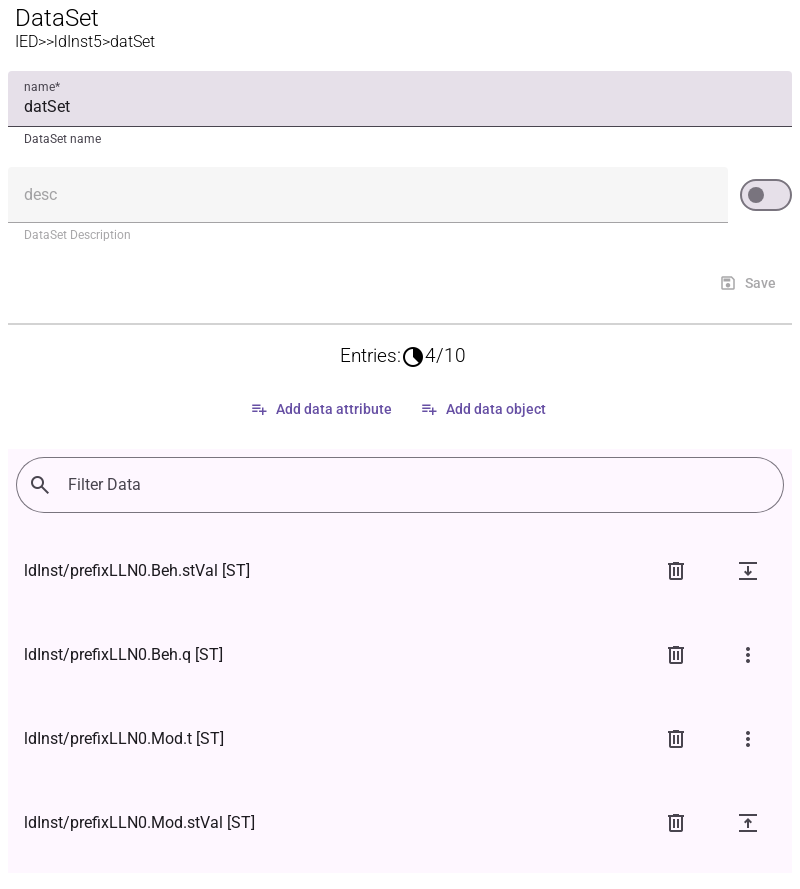 DataSet
IED>>ldInst5>datSet
name*
datSet
DataSet name
desc
DataSet Description
Save
Entries: 4/10
Add data attribute
Add data object
Filter Data
ldInst/prefixLLN0.Beh.stVal [ST]
ldInst/prefixLLN0.Beh.q [ST]
ldInst/prefixLLN0.Mod.t [ST]
ldInst/prefixLLN0.Mod.stVal [ST]